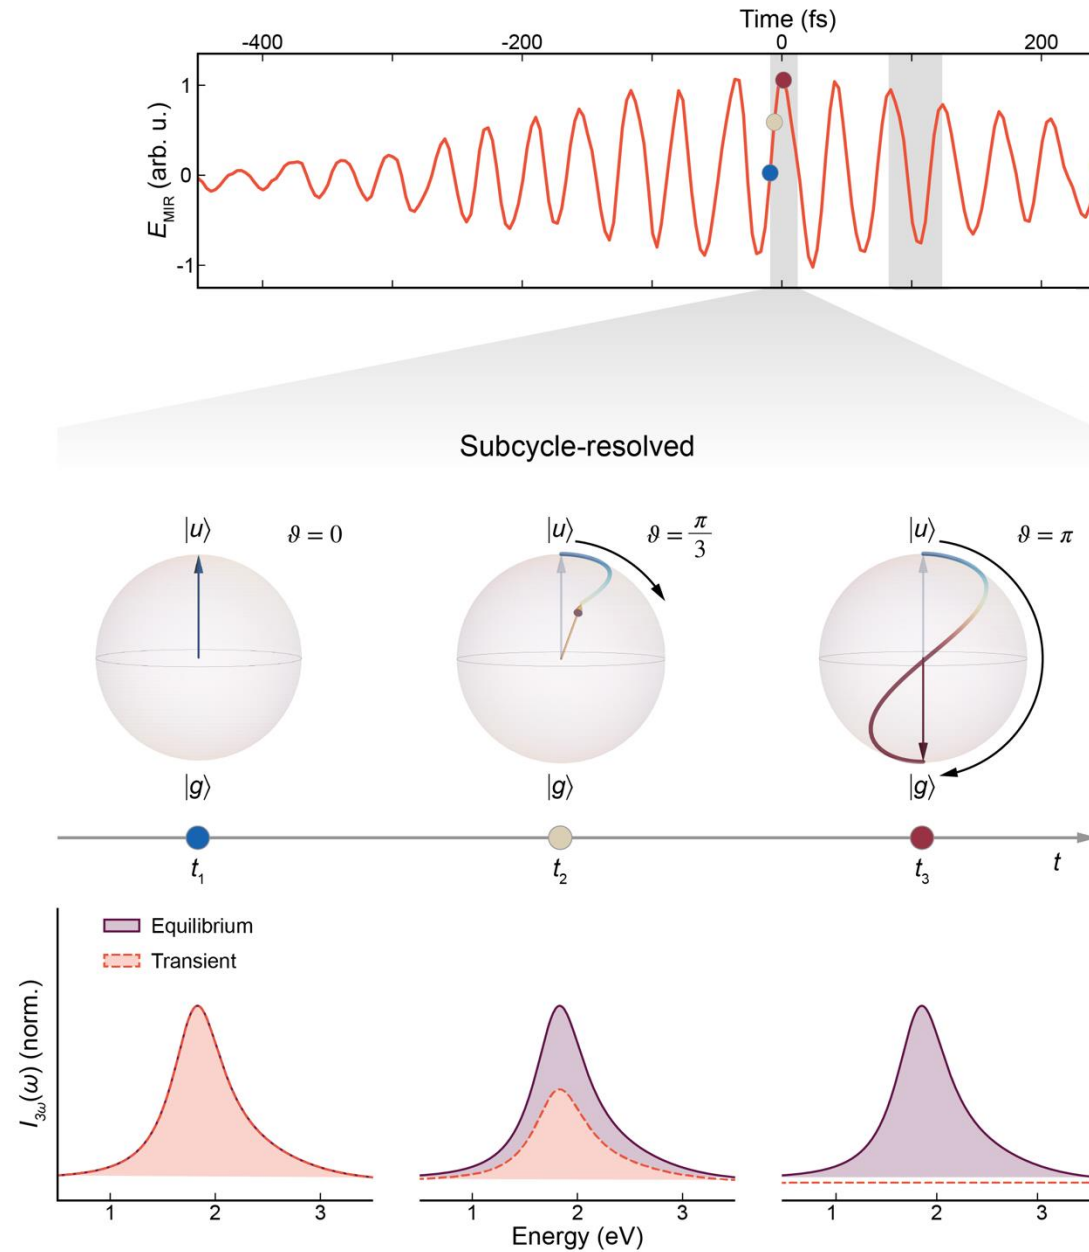 Time (fs)
-400 -200 0 200
1
0
-1
E_MIR (arb. u.)
Subcycle-resolved
|u⟩ ϑ = 0 |u⟩ ϑ = π/3 |u⟩ ϑ = π
|g⟩ |g⟩ |g⟩
t₁ t₂ t₃ t
Equilibrium
Transient
I_3ω(ω) (norm.)
1 2 3 1 2 3 1 2 3
Energy (eV)